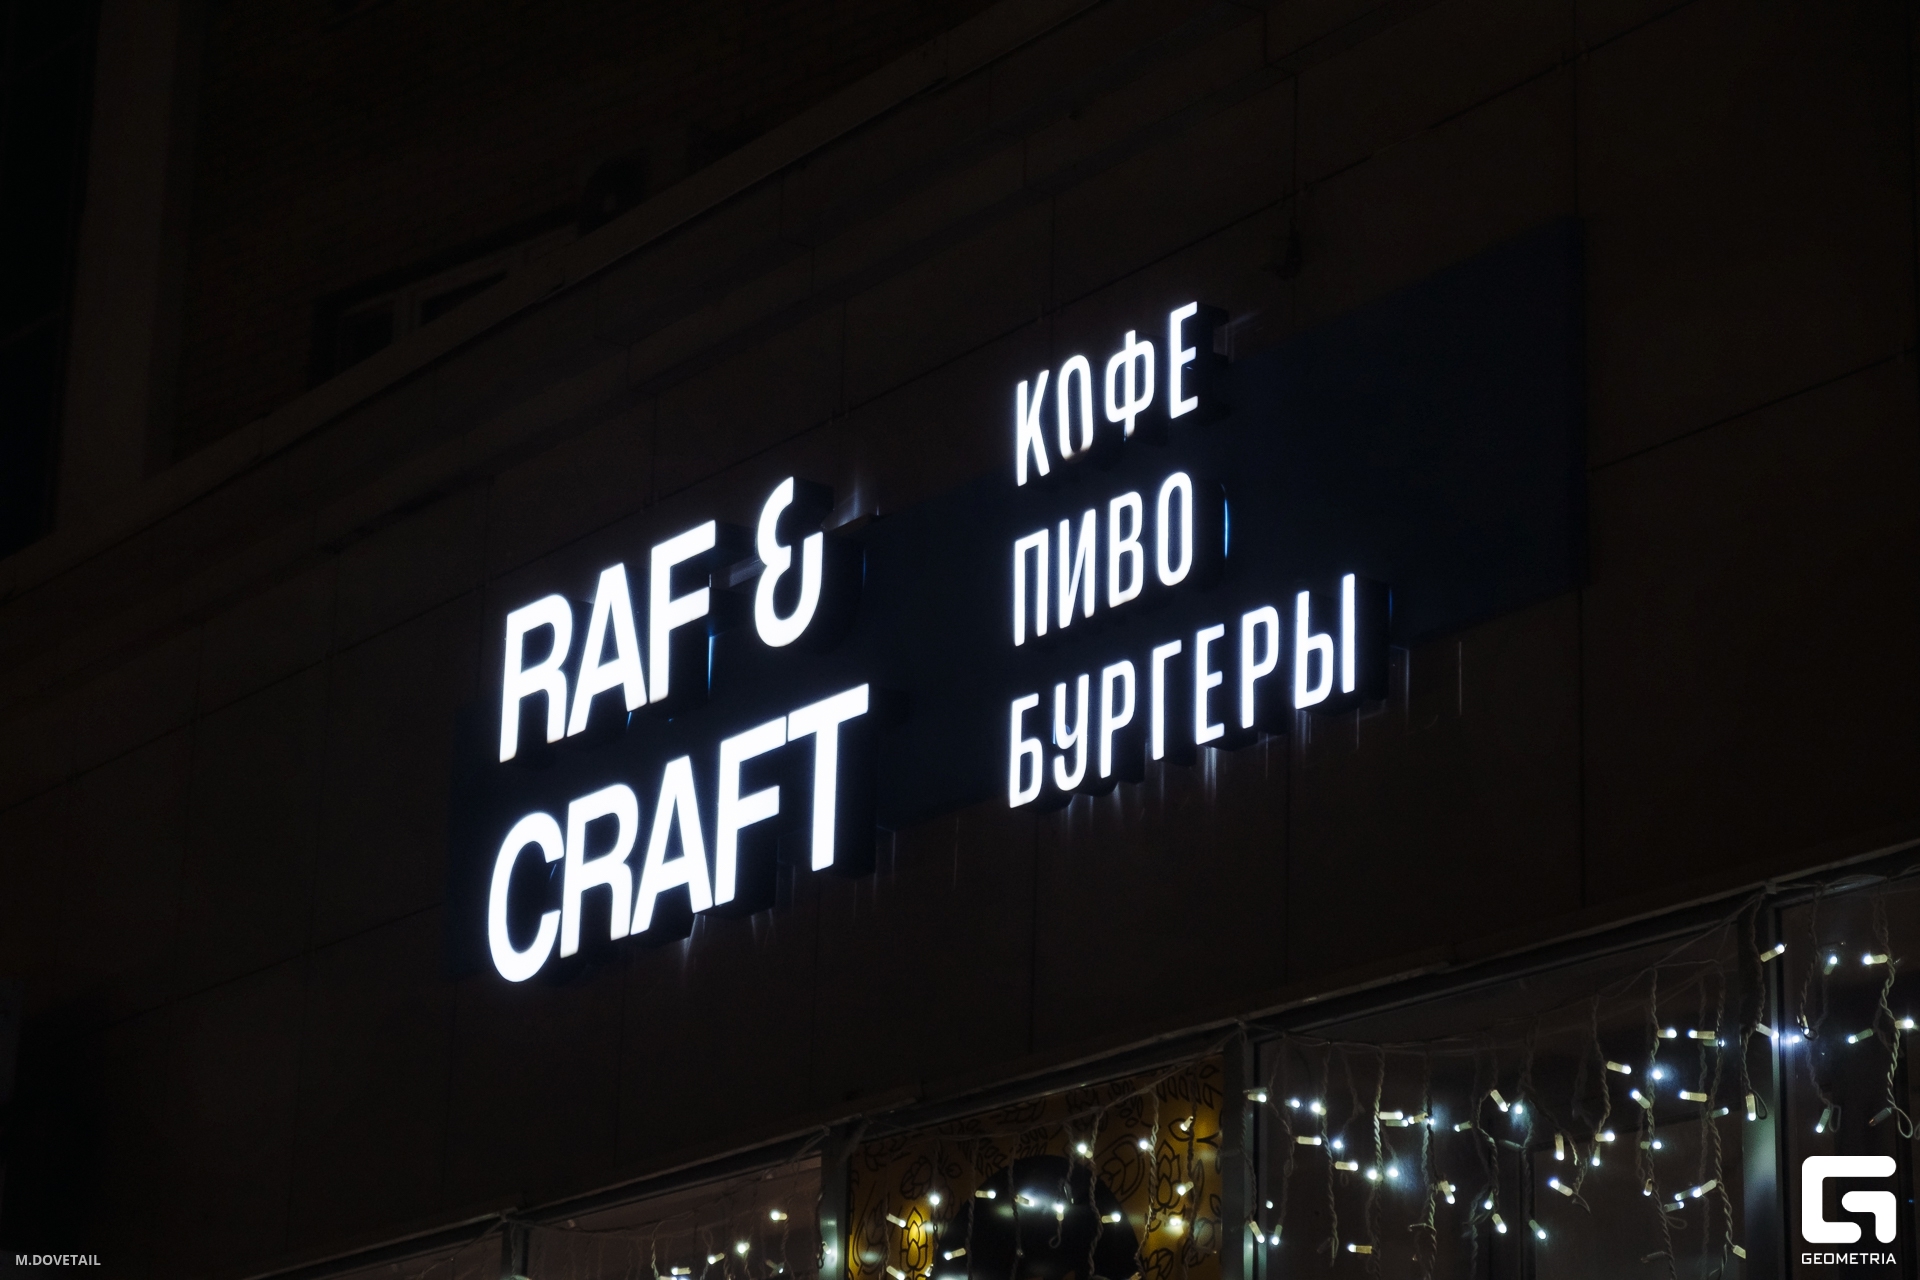 RAF &
CRAFT
КОФЕ
ПИВО
БУРГЕРЫ
M.DOVETAIL
GEOMETRIA